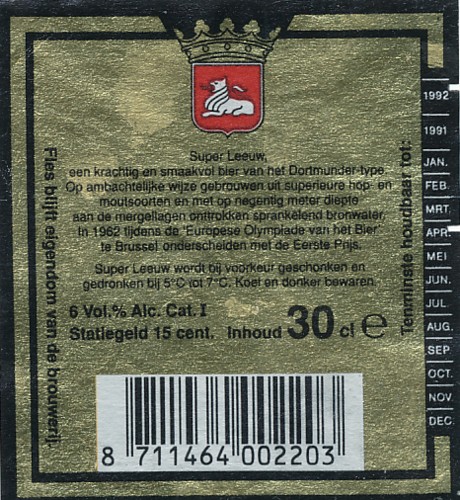 Super Leeuw,
een krachtig en smaakvol bier van het Dortmunder-type.
Op ambachtelijke wijze gebrouwen uit superieure hop- en
moutsoorten en met op negentig meter diepte
aan de mergellagen onttrokken sprankelend bronwater.
In 1962 tijdens de 'Europese Olympiade van het Bier'
te Brussel onderscheiden met de Eerste Prijs.
Super Leeuw wordt bij voorkeur geschonken en
gedronken bij 5°C tot 7°C. Koel en donker bewaren.
6 Vol.% Alc. Cat. I
Statiegeld 15 cent. Inhoud 30 cl e
8 711464 002203
Fles blijft eigendom van de brouwerij.
Tenminste houdbaar tot:
1992
1991
JAN.
FEB.
MRT.
APR.
MEI
JUN.
JUL
AUG.
SEP.
OCT.
NOV.
DEC.